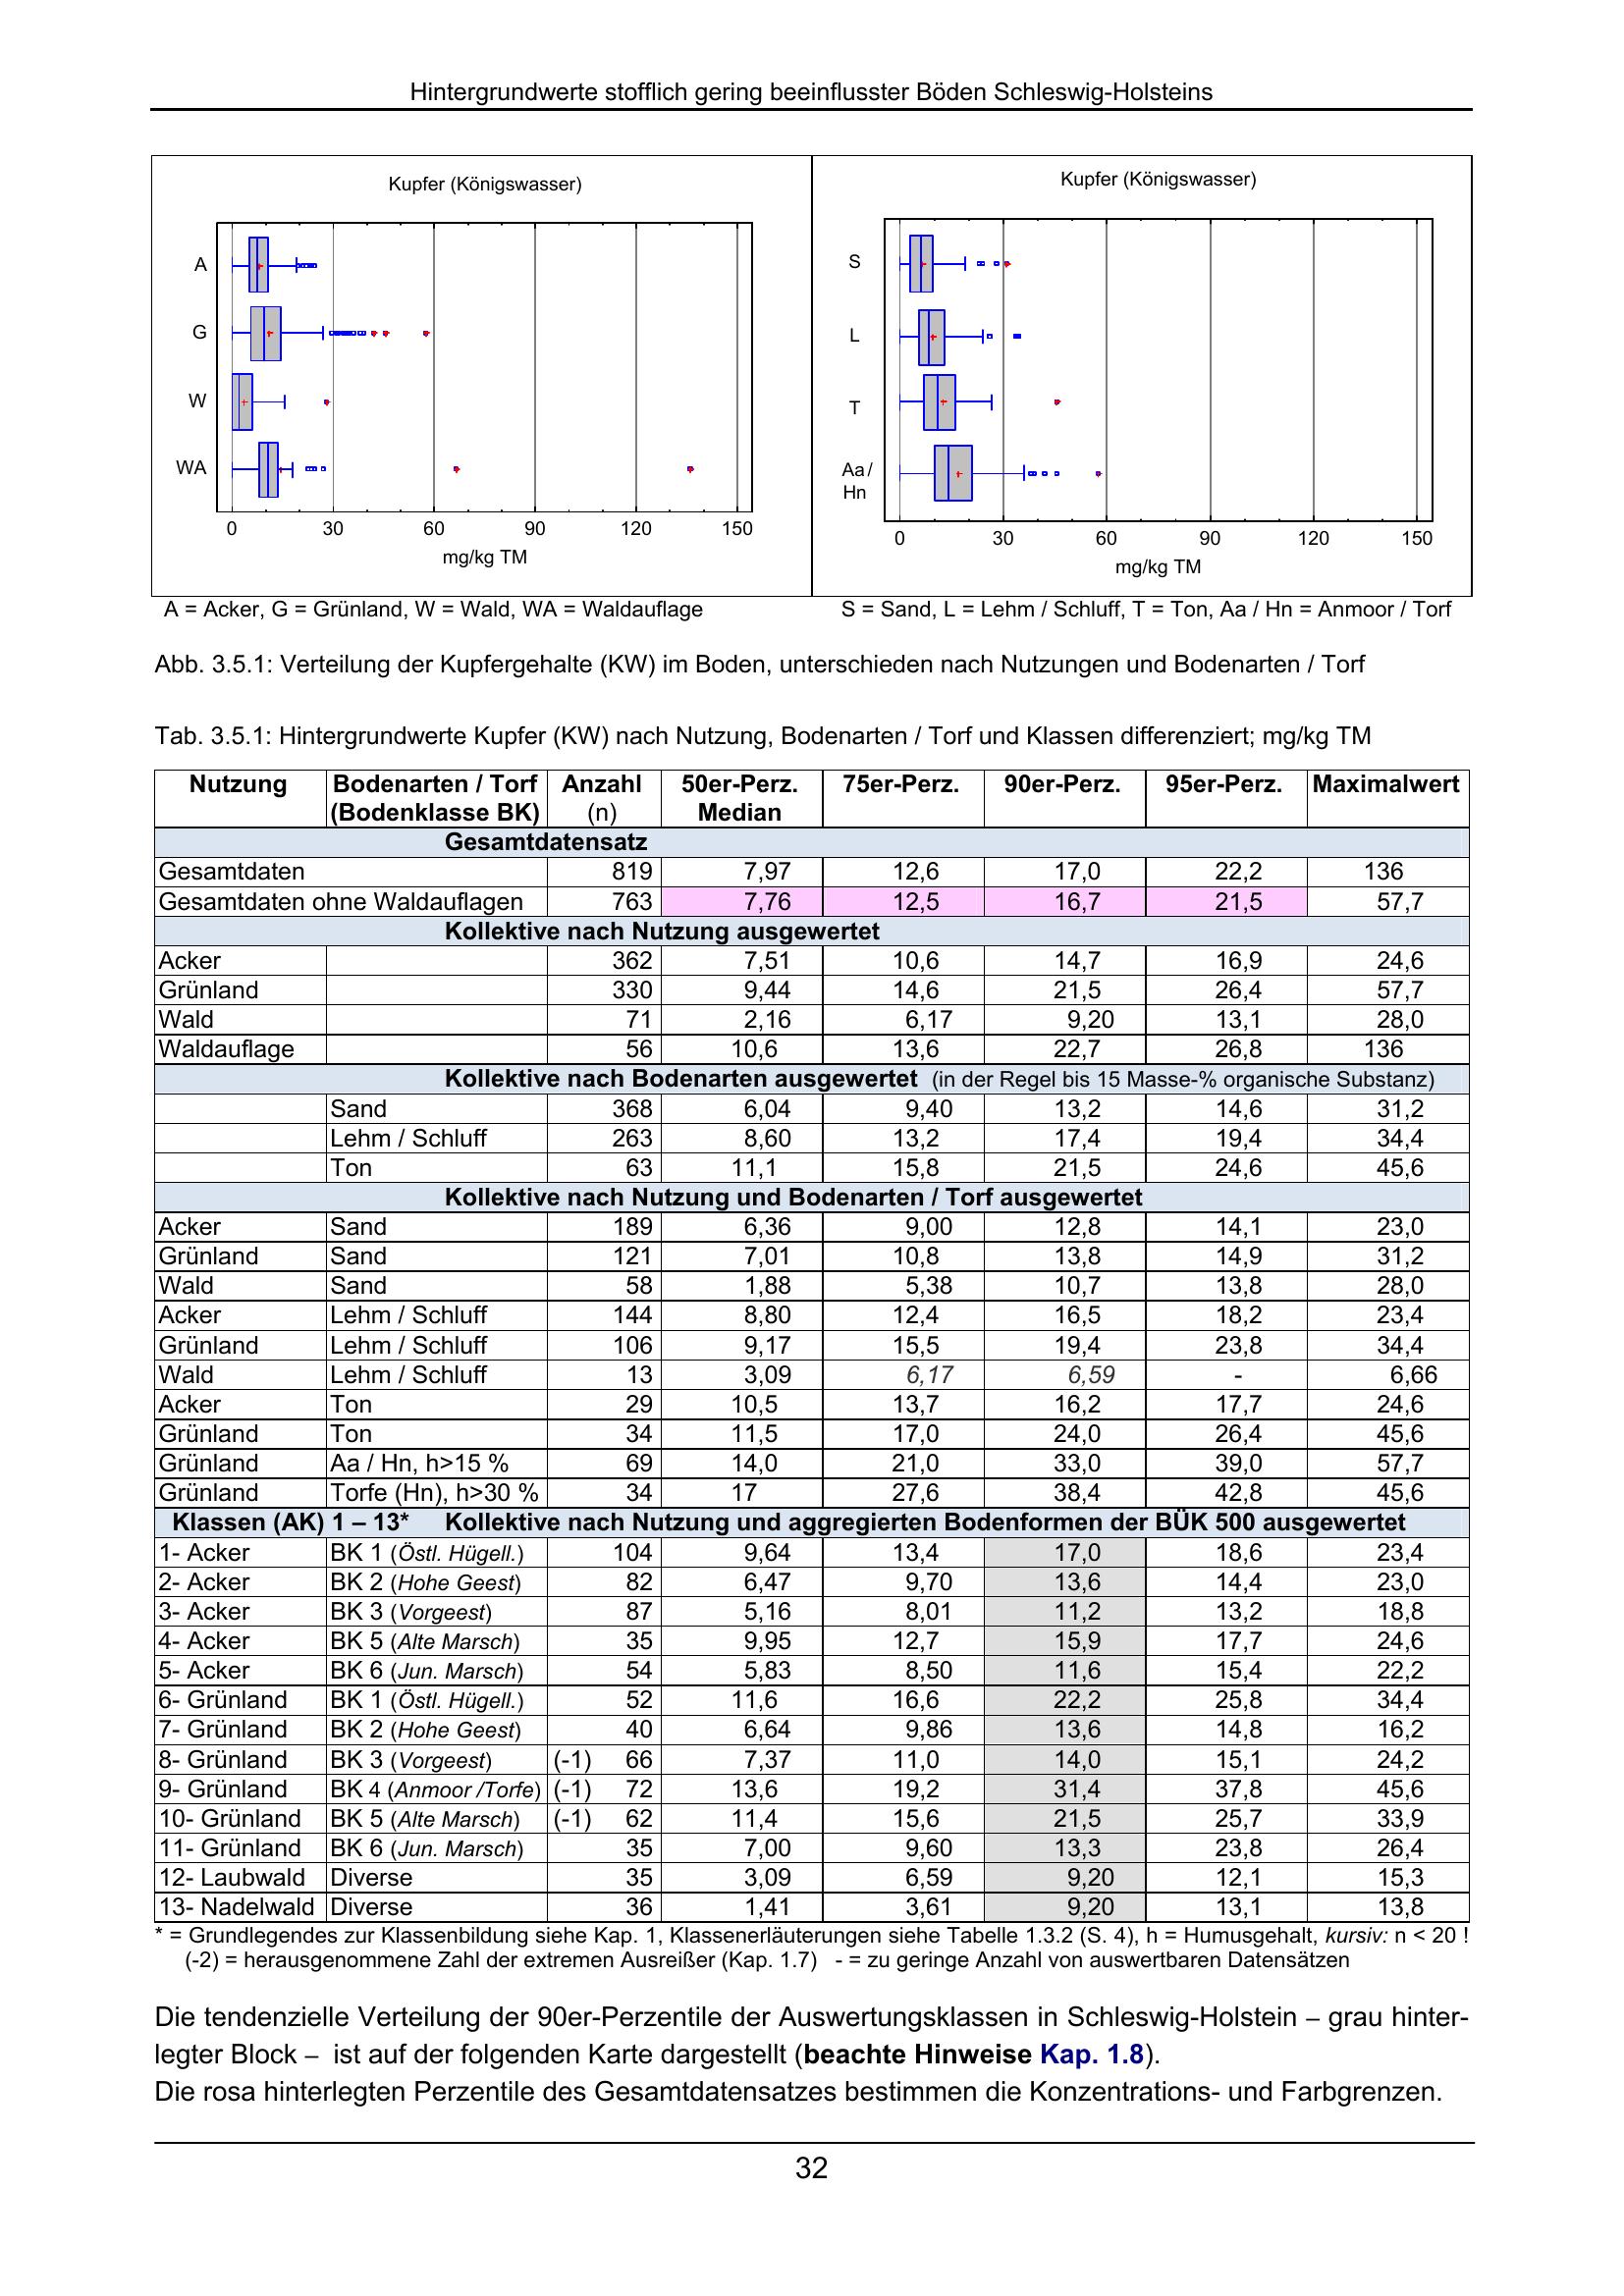 Hintergrundwerte stofflich gering beeinflusster Böden Schleswig-Holsteins
Kupfer (Königswasser)
A
G
W
WA
0 30 60 90 120 150
mg/kg TM
Kupfer (Königswasser)
S
L
T
Aa /
Hn
0 30 60 90 120 150
mg/kg TM
A = Acker, G = Grünland, W = Wald, WA = Waldauflage
S = Sand, L = Lehm / Schluff, T = Ton, Aa / Hn = Anmoor / Torf
Abb. 3.5.1: Verteilung der Kupfergehalte (KW) im Boden, unterschieden nach Nutzungen und Bodenarten / Torf
Tab. 3.5.1: Hintergrundwerte Kupfer (KW) nach Nutzung, Bodenarten / Torf und Klassen differenziert; mg/kg TM
Nutzung Bodenarten / Torf Anzahl 50er-Perz. 75er-Perz. 90er-Perz. 95er-Perz. Maximalwert
(Bodenklasse BK) (n) Median
Gesamtdatensatz
Gesamtdaten 819 7,97 12,6 17,0 22,2 136
Gesamtdaten ohne Waldauflagen 763 7,76 12,5 16,7 21,5 57,7
Kollektive nach Nutzung ausgewertet
Acker 362 7,51 10,6 14,7 16,9 24,6
Grünland 330 9,44 14,6 21,5 26,4 57,7
Wald 71 2,16 6,17 9,20 13,1 28,0
Waldauflage 56 10,6 13,6 22,7 26,8 136
Kollektive nach Bodenarten ausgewertet (in der Regel bis 15 Masse-% organische Substanz)
Sand 368 6,04 9,40 13,2 14,6 31,2
Lehm / Schluff 263 8,60 13,2 17,4 19,4 34,4
Ton 63 11,1 15,8 21,5 24,6 45,6
Kollektive nach Nutzung und Bodenarten / Torf ausgewertet
Acker Sand 189 6,36 9,00 12,8 14,1 23,0
Grünland Sand 121 7,01 10,8 13,8 14,9 31,2
Wald Sand 58 1,88 5,38 10,7 13,8 28,0
Acker Lehm / Schluff 144 8,80 12,4 16,5 18,2 23,4
Grünland Lehm / Schluff 106 9,17 15,5 19,4 23,8 34,4
Wald Lehm / Schluff 13 3,09 6,17 6,59 - 6,66
Acker Ton 29 10,5 13,7 16,2 17,7 24,6
Grünland Ton 34 11,5 17,0 24,0 26,4 45,6
Grünland Aa / Hn, h>15 % 69 14,0 21,0 33,0 39,0 57,7
Grünland Torfe (Hn), h>30 % 34 17 27,6 38,4 42,8 45,6
Klassen (AK) 1 – 13* Kollektive nach Nutzung und aggregierten Bodenformen der BÜK 500 ausgewertet
1- Acker BK 1 (Östl. Hügell.) 104 9,64 13,4 17,0 18,6 23,4
2- Acker BK 2 (Hohe Geest) 82 6,47 9,70 13,6 14,4 23,0
3- Acker BK 3 (Vorgeest) 87 5,16 8,01 11,2 13,2 18,8
4- Acker BK 5 (Alte Marsch) 35 9,95 12,7 15,9 17,7 24,6
5- Acker BK 6 (Jun. Marsch) 54 5,83 8,50 11,6 15,4 22,2
6- Grünland BK 1 (Östl. Hügell.) 52 11,6 16,6 22,2 25,8 34,4
7- Grünland BK 2 (Hohe Geest) 40 6,64 9,86 13,6 14,8 16,2
8- Grünland BK 3 (Vorgeest) (-1) 66 7,37 11,0 14,0 15,1 24,2
9- Grünland BK 4 (Anmoor /Torfe) (-1) 72 13,6 19,2 31,4 37,8 45,6
10- Grünland BK 5 (Alte Marsch) (-1) 62 11,4 15,6 21,5 25,7 33,9
11- Grünland BK 6 (Jun. Marsch) 35 7,00 9,60 13,3 23,8 26,4
12- Laubwald Diverse 35 3,09 6,59 9,20 12,1 15,3
13- Nadelwald Diverse 36 1,41 3,61 9,20 13,1 13,8
* = Grundlegendes zur Klassenbildung siehe Kap. 1, Klassenerläuterungen siehe Tabelle 1.3.2 (S. 4), h = Humusgehalt, kursiv: n < 20 !
(-2) = herausgenommene Zahl der extremen Ausreißer (Kap. 1.7) - = zu geringe Anzahl von auswertbaren Datensätzen
Die tendenzielle Verteilung der 90er-Perzentile der Auswertungsklassen in Schleswig-Holstein – grau hinter-
legter Block – ist auf der folgenden Karte dargestellt (beachte Hinweise Kap. 1.8).
Die rosa hinterlegten Perzentile des Gesamtdatensatzes bestimmen die Konzentrations- und Farbgrenzen.
32